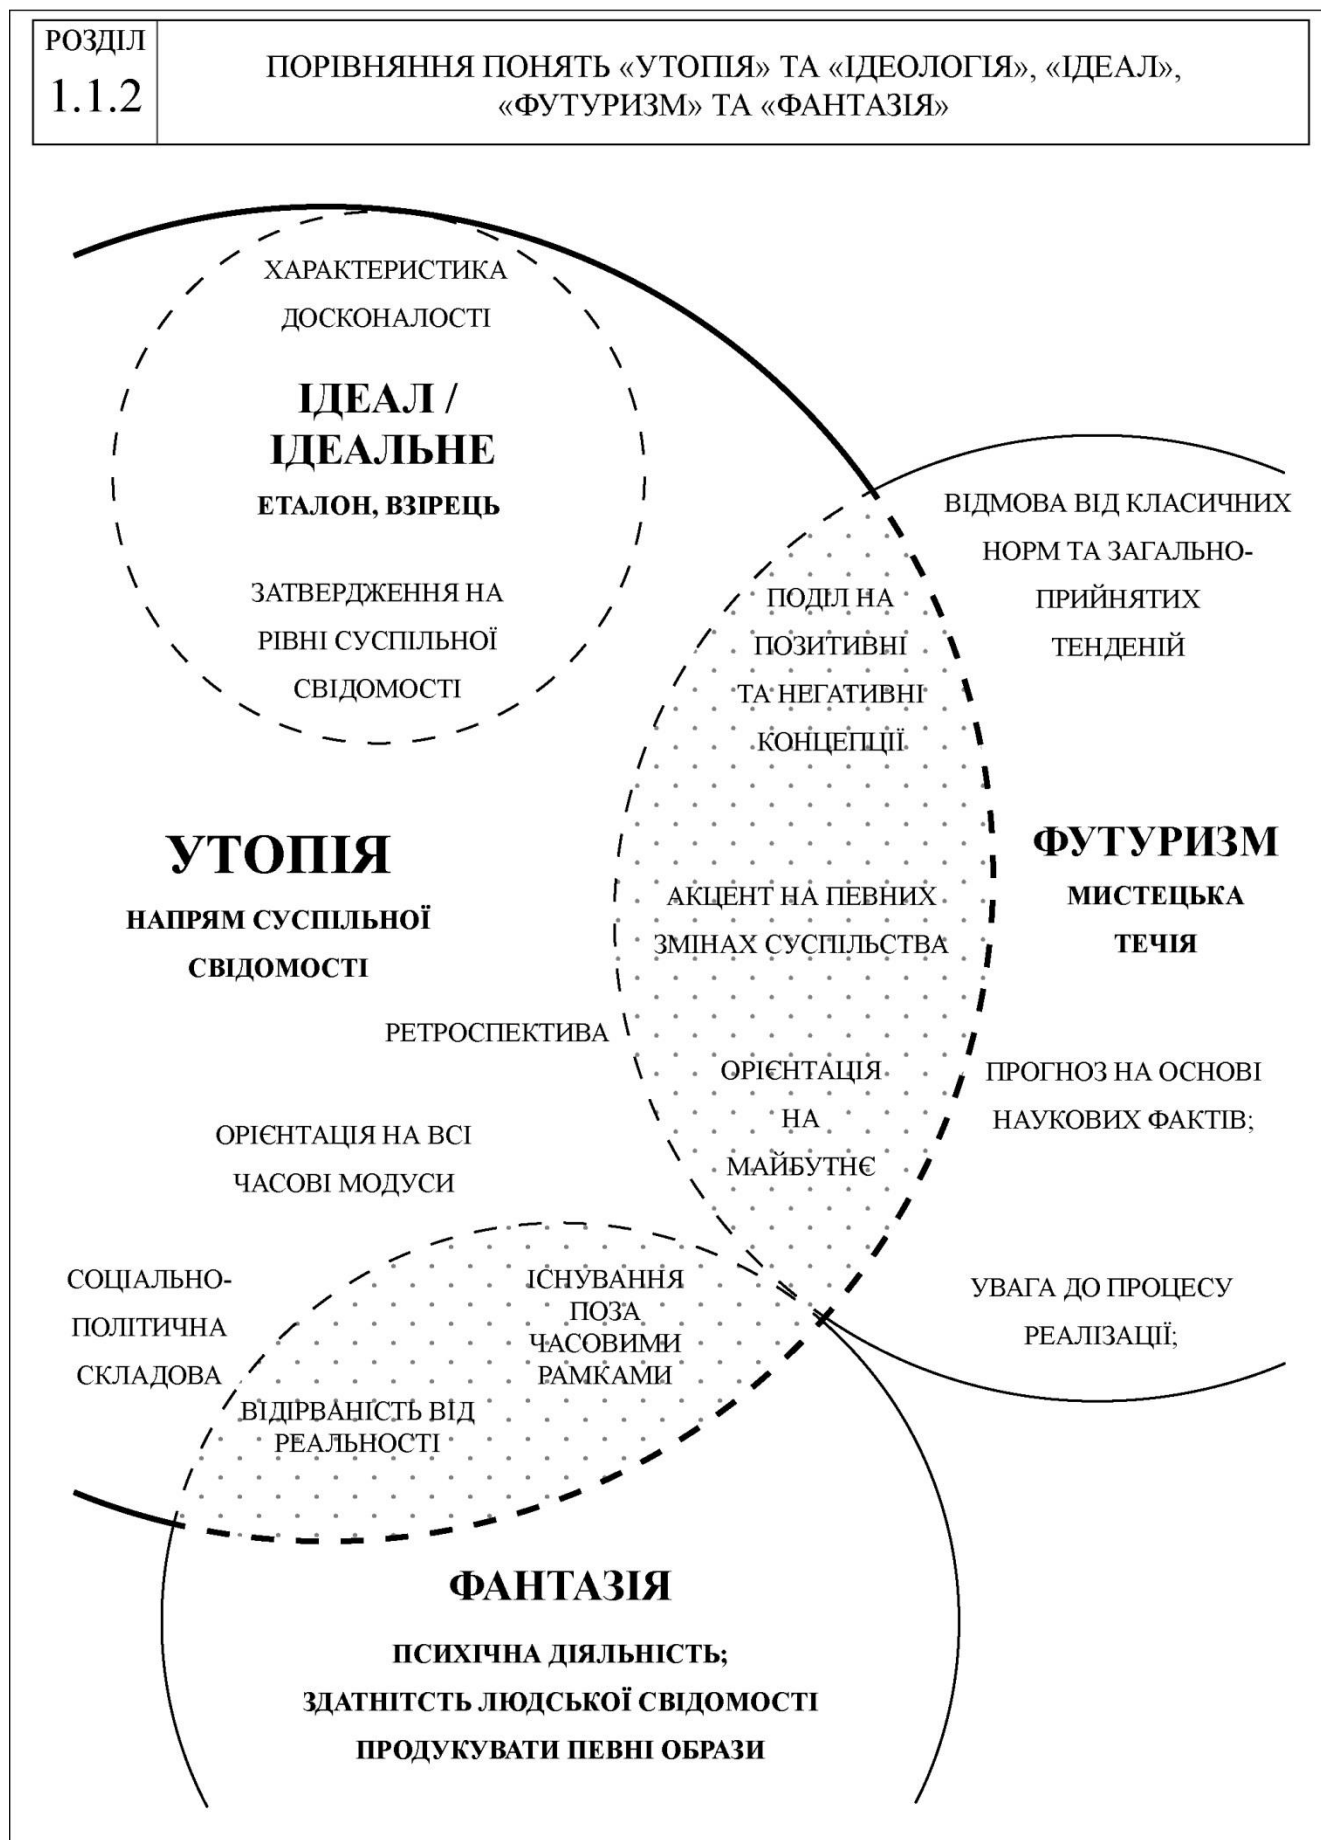 РОЗДІЛ
1.1.2
ПОРІВНЯННЯ ПОНЯТЬ «УТОПІЯ» ТА «ІДЕОЛОГІЯ», «ІДЕАЛ»,
«ФУТУРИЗМ» ТА «ФАНТАЗІЯ»
ХАРАКТЕРИСТИКА
ДОСКОНАЛОСТІ
ІДЕАЛ /
ІДЕАЛЬНЕ
ЕТАЛОН, ВЗІРЕЦЬ
ЗАТВЕРДЖЕННЯ НА
РІВНІ СУСПІЛЬНОЇ
СВІДОМОСТІ
ВІДМОВА ВІД КЛАСИЧНИХ
НОРМ ТА ЗАГАЛЬНО-
ПРИЙНЯТИХ
ТЕНДЕНІЙ
ПОДІЛ НА
ПОЗИТИВНІ
ТА НЕГАТИВНІ
КОНЦЕПЦІЇ
УТОПІЯ
НАПРЯМ СУСПІЛЬНОЇ
СВІДОМОСТІ
АКЦЕНТ НА ПЕВНИХ
ЗМІНАХ СУСПІЛЬСТВА
ФУТУРИЗМ
МИСТЕЦЬКА
ТЕЧІЯ
РЕТРОСПЕКТИВА
ОРІЄНТАЦІЯ
НА
МАЙБУТНЄ
ПРОГНОЗ НА ОСНОВІ
НАУКОВИХ ФАКТІВ;
ОРІЄНТАЦІЯ НА ВСІ
ЧАСОВІ МОДУСИ
СОЦІАЛЬНО-
ПОЛІТИЧНА
СКЛАДОВА
ІСНУВАННЯ
ПОЗА
ЧАСОВИМИ
РАМКАМИ
УВАГА ДО ПРОЦЕСУ
РЕАЛІЗАЦІЇ;
ВІДІРВАНІСТЬ ВІД
РЕАЛЬНОСТІ
ФАНТАЗІЯ
ПСИХІЧНА ДІЯЛЬНІСТЬ;
ЗДАТНІТСТЬ ЛЮДСЬКОЇ СВІДОМОСТІ
ПРОДУКУВАТИ ПЕВНІ ОБРАЗИ